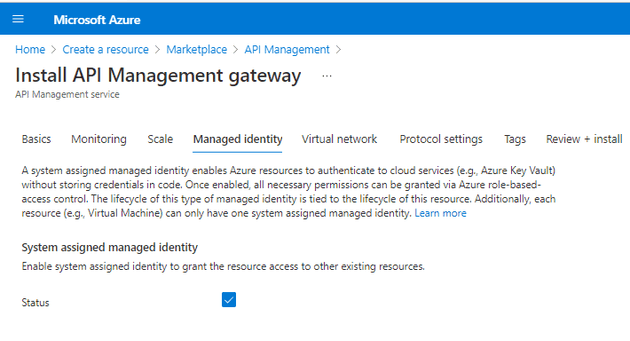 Microsoft Azure
Home > Create a resource > Marketplace > API Management >
Install API Management gateway ...
API Management service
Basics Monitoring Scale Managed identity Virtual network Protocol settings Tags Review + install
A system assigned managed identity enables Azure resources to authenticate to cloud services (e.g., Azure Key Vault)
without storing credentials in code. Once enabled, all necessary permissions can be granted via Azure role-based-
access control. The lifecycle of this type of managed identity is tied to the lifecycle of this resource. Additionally, each
resource (e.g., Virtual Machine) can only have one system assigned managed identity. Learn more
System assigned managed identity
Enable system assigned identity to grant the resource access to other existing resources.
Status